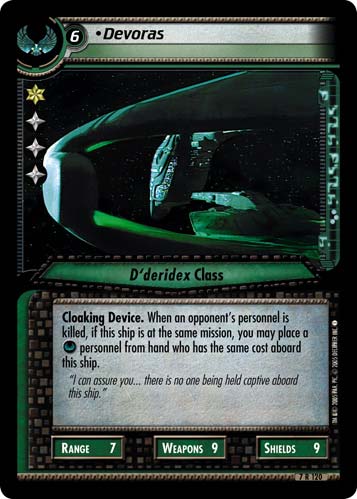 6
•Devoras
D'deridex Class
Cloaking Device. When an opponent's personnel is
killed, if this ship is at the same mission, you may place a
personnel from hand who has the same cost aboard
this ship.
"I can assure you... there is no one being held captive aboard
this ship."
RANGE 7
WEAPONS 9
SHIELDS 9
7 R 120